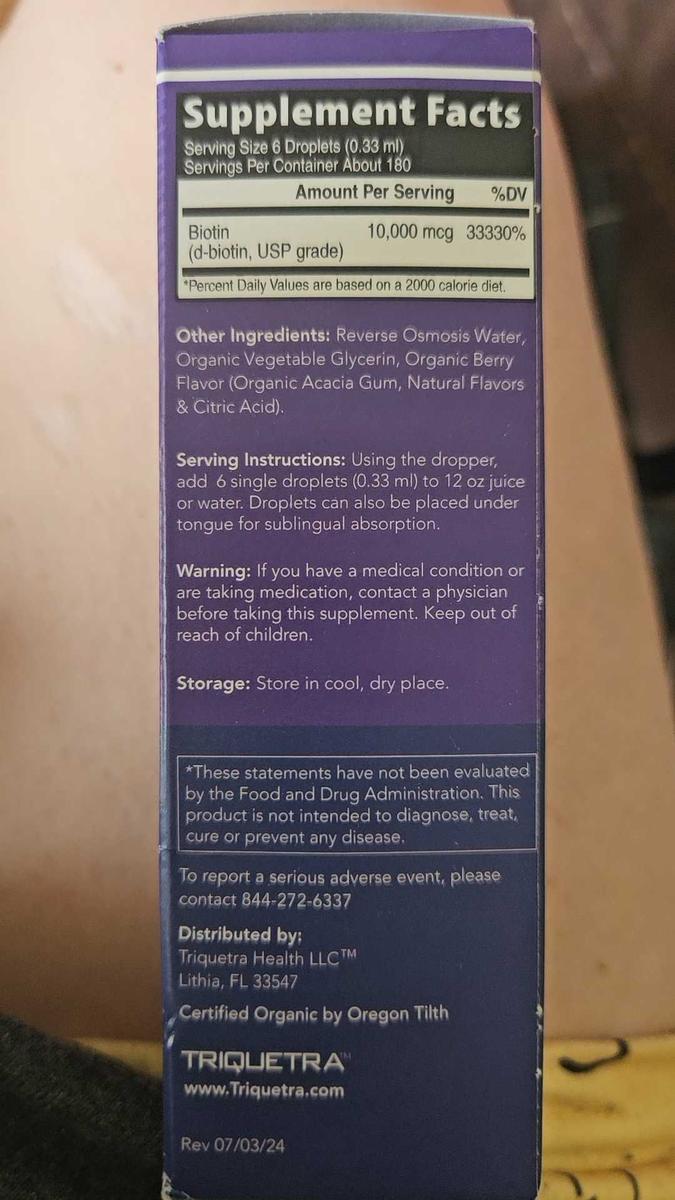 Supplement Facts
Serving Size 6 Droplets (0.33 ml)
Servings Per Container About 180
Amount Per Serving %DV
Biotin 10,000 mcg 33330%
(d-biotin, USP grade)
*Percent Daily Values are based on a 2000 calorie diet.
Other Ingredients: Reverse Osmosis Water,
Organic Vegetable Glycerin, Organic Berry
Flavor (Organic Acacia Gum, Natural Flavors
& Citric Acid).
Serving Instructions: Using the dropper,
add 6 single droplets (0.33 ml) to 12 oz juice
or water. Droplets can also be placed under
tongue for sublingual absorption.
Warning: If you have a medical condition or
are taking medication, contact a physician
before taking this supplement. Keep out of
reach of children.
Storage: Store in cool, dry place.
*These statements have not been evaluated
by the Food and Drug Administration. This
product is not intended to diagnose, treat,
cure or prevent any disease.
To report a serious adverse event, please
contact 844-272-6337
Distributed by:
Triquetra Health LLC™
Lithia, FL 33547
Certified Organic by Oregon Tilth
TRIQUETRA™
www.Triquetra.com
Rev 07/03/24